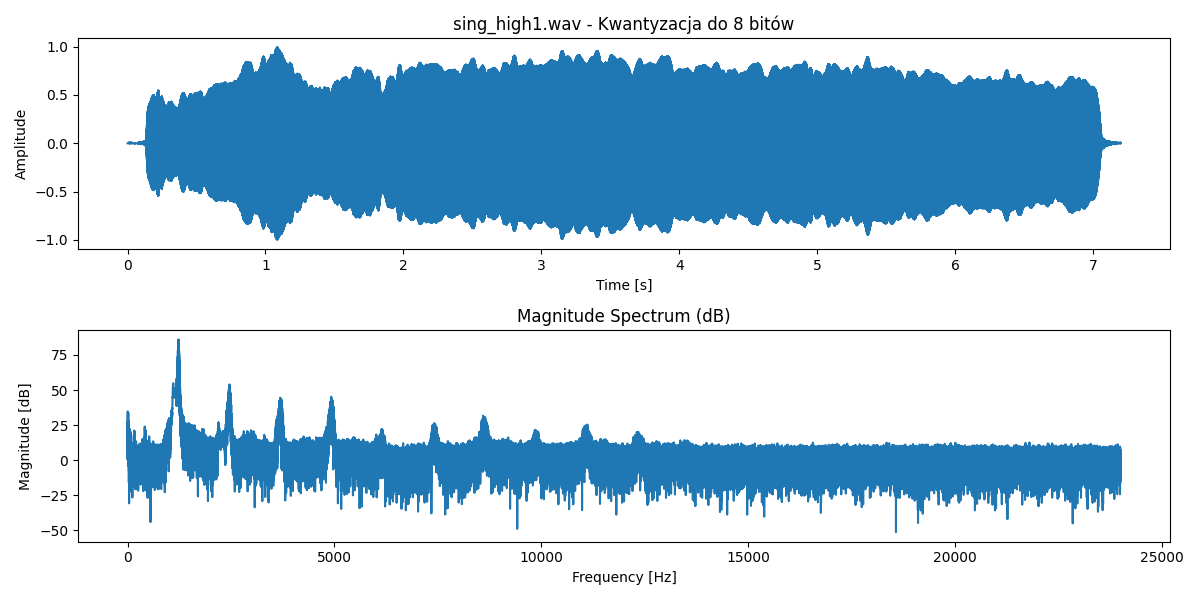 sing_high1.wav - Kwantyzacja do 8 bitów
1.0
0.5
0.0
−0.5
−1.0
Amplitude
0 1 2 3 4 5 6 7
Time [s]
Magnitude Spectrum (dB)
75
50
25
0
−25
−50
Magnitude [dB]
0 5000 10000 15000 20000 25000
Frequency [Hz]